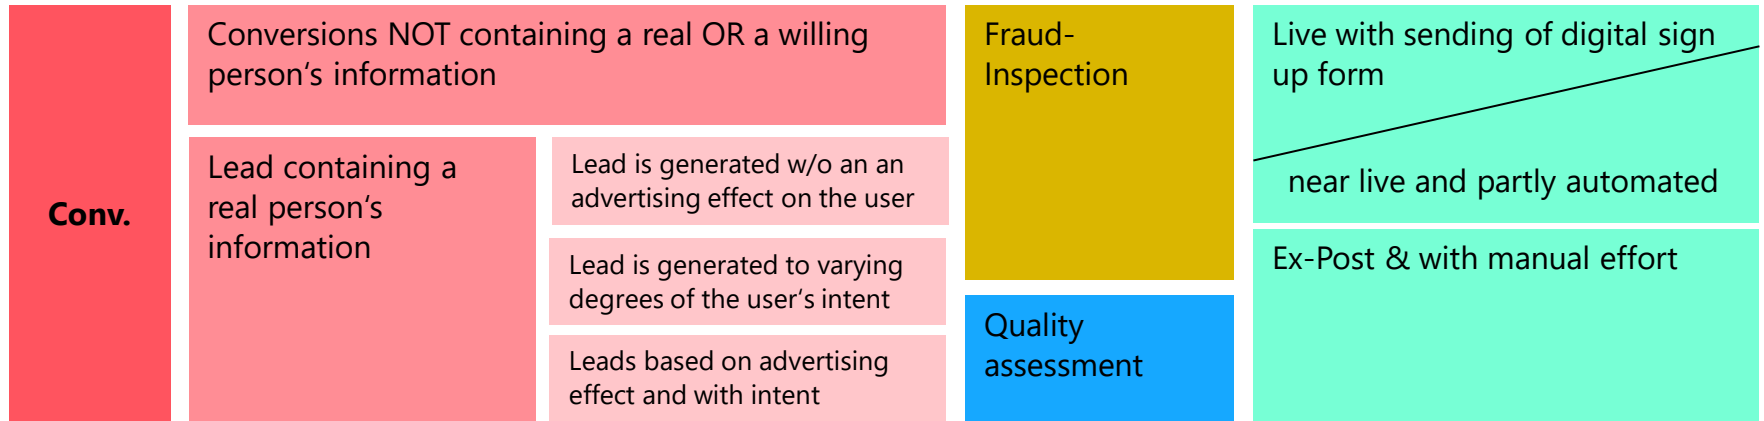 Conv.
Conversions NOT containing a real OR a willing
person‘s information
Lead containing a
real person‘s
information
Lead is generated w/o an an
advertising effect on the user
Lead is generated to varying
degrees of the user‘s intent
Leads based on advertising
effect and with intent
Fraud-
Inspection
Quality
assessment
Live with sending of digital sign
up form
near live and partly automated
Ex-Post & with manual effort